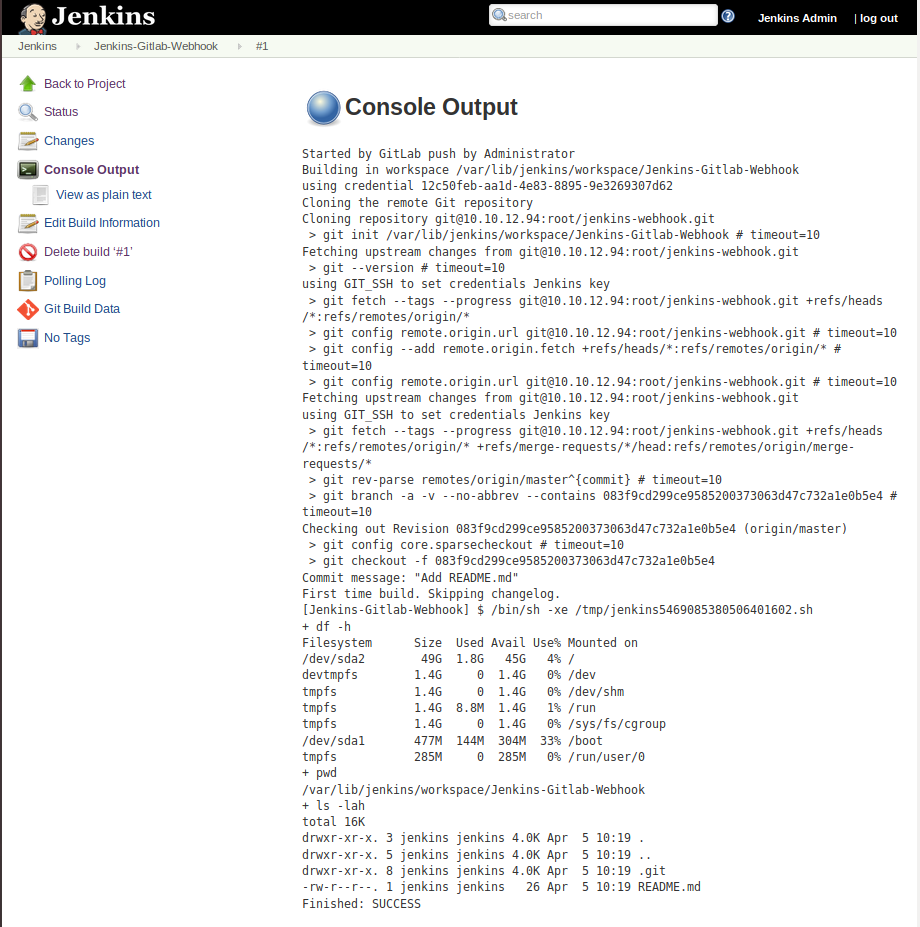 Jenkins
search
Jenkins Admin | log out
Jenkins Jenkins-Gitlab-Webhook #1
Back to Project
Status
Changes
Console Output
View as plain text
Edit Build Information
Delete build ‘#1’
Polling Log
Git Build Data
No Tags
Console Output
Started by GitLab push by Administrator
Building in workspace /var/lib/jenkins/workspace/Jenkins-Gitlab-Webhook
using credential 12c50feb-aa1d-4e83-8895-9e3269307d62
Cloning the remote Git repository
Cloning repository git@10.10.12.94:root/jenkins-webhook.git
 > git init /var/lib/jenkins/workspace/Jenkins-Gitlab-Webhook # timeout=10
Fetching upstream changes from git@10.10.12.94:root/jenkins-webhook.git
 > git --version # timeout=10
using GIT_SSH to set credentials Jenkins key
 > git fetch --tags --progress git@10.10.12.94:root/jenkins-webhook.git +refs/heads
/*:refs/remotes/origin/*
 > git config remote.origin.url git@10.10.12.94:root/jenkins-webhook.git # timeout=10
 > git config --add remote.origin.fetch +refs/heads/*:refs/remotes/origin/* #
timeout=10
 > git config remote.origin.url git@10.10.12.94:root/jenkins-webhook.git # timeout=10
Fetching upstream changes from git@10.10.12.94:root/jenkins-webhook.git
using GIT_SSH to set credentials Jenkins key
 > git fetch --tags --progress git@10.10.12.94:root/jenkins-webhook.git +refs/heads
/*:refs/remotes/origin/* +refs/merge-requests/*/head:refs/remotes/origin/merge-
requests/*
 > git rev-parse remotes/origin/master^{commit} # timeout=10
 > git branch -a -v --no-abbrev --contains 083f9cd299ce9585200373063d47c732a1e0b5e4 #
timeout=10
Checking out Revision 083f9cd299ce9585200373063d47c732a1e0b5e4 (origin/master)
 > git config core.sparsecheckout # timeout=10
 > git checkout -f 083f9cd299ce9585200373063d47c732a1e0b5e4
Commit message: "Add README.md"
First time build. Skipping changelog.
[Jenkins-Gitlab-Webhook] $ /bin/sh -xe /tmp/jenkins5469085380506401602.sh
+ df -h
Filesystem      Size  Used Avail Use% Mounted on
/dev/sda2        49G  1.8G   45G   4% /
devtmpfs        1.4G     0  1.4G   0% /dev
tmpfs           1.4G     0  1.4G   0% /dev/shm
tmpfs           1.4G  8.8M  1.4G   1% /run
tmpfs           1.4G     0  1.4G   0% /sys/fs/cgroup
/dev/sda1       477M  144M  304M  33% /boot
tmpfs           285M     0  285M   0% /run/user/0
+ pwd
/var/lib/jenkins/workspace/Jenkins-Gitlab-Webhook
+ ls -lah
total 16K
drwxr-xr-x. 3 jenkins jenkins 4.0K Apr  5 10:19 .
drwxr-xr-x. 5 jenkins jenkins 4.0K Apr  5 10:19 ..
drwxr-xr-x. 8 jenkins jenkins 4.0K Apr  5 10:19 .git
-rw-r--r--. 1 jenkins jenkins   26 Apr  5 10:19 README.md
Finished: SUCCESS